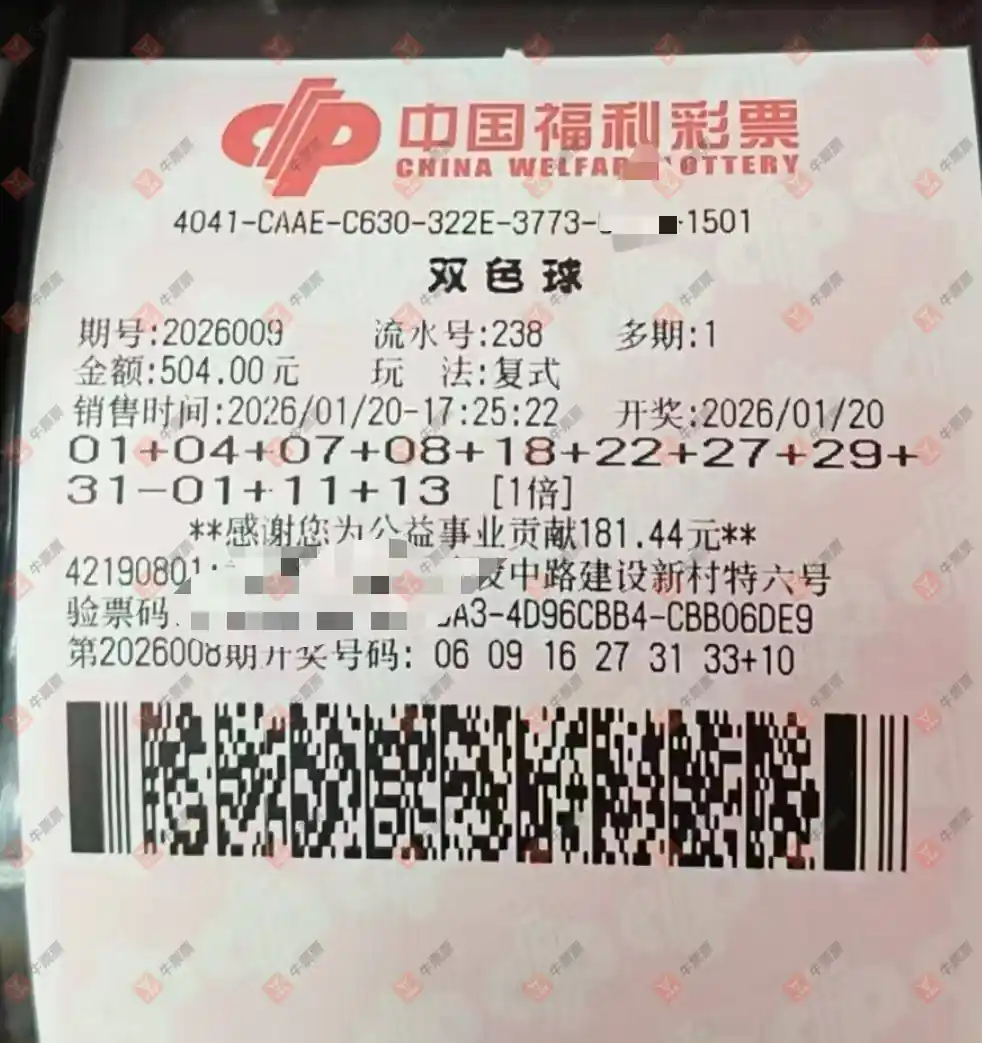 中国福利彩票
CHINA WELFA OTTERY
4041-CAAE-C630-322E-3773- 1501
双色球
期号:2026009 流水号:238 多期:1
金额:504.00元 玩 法:复式
销售时间:2026/01/20-17:25:22 开奖:2026/01/20
01+04+07+08+18+22+27+29+
31-01+11+13 [1倍]
**感谢您为公益事业贡献181.44元**
42190801 中路建设新村特六号
验票码 A3-4D96CBB4-CBB06DE9
第2026008期开奖号码: 06 09 16 27 31 33+10